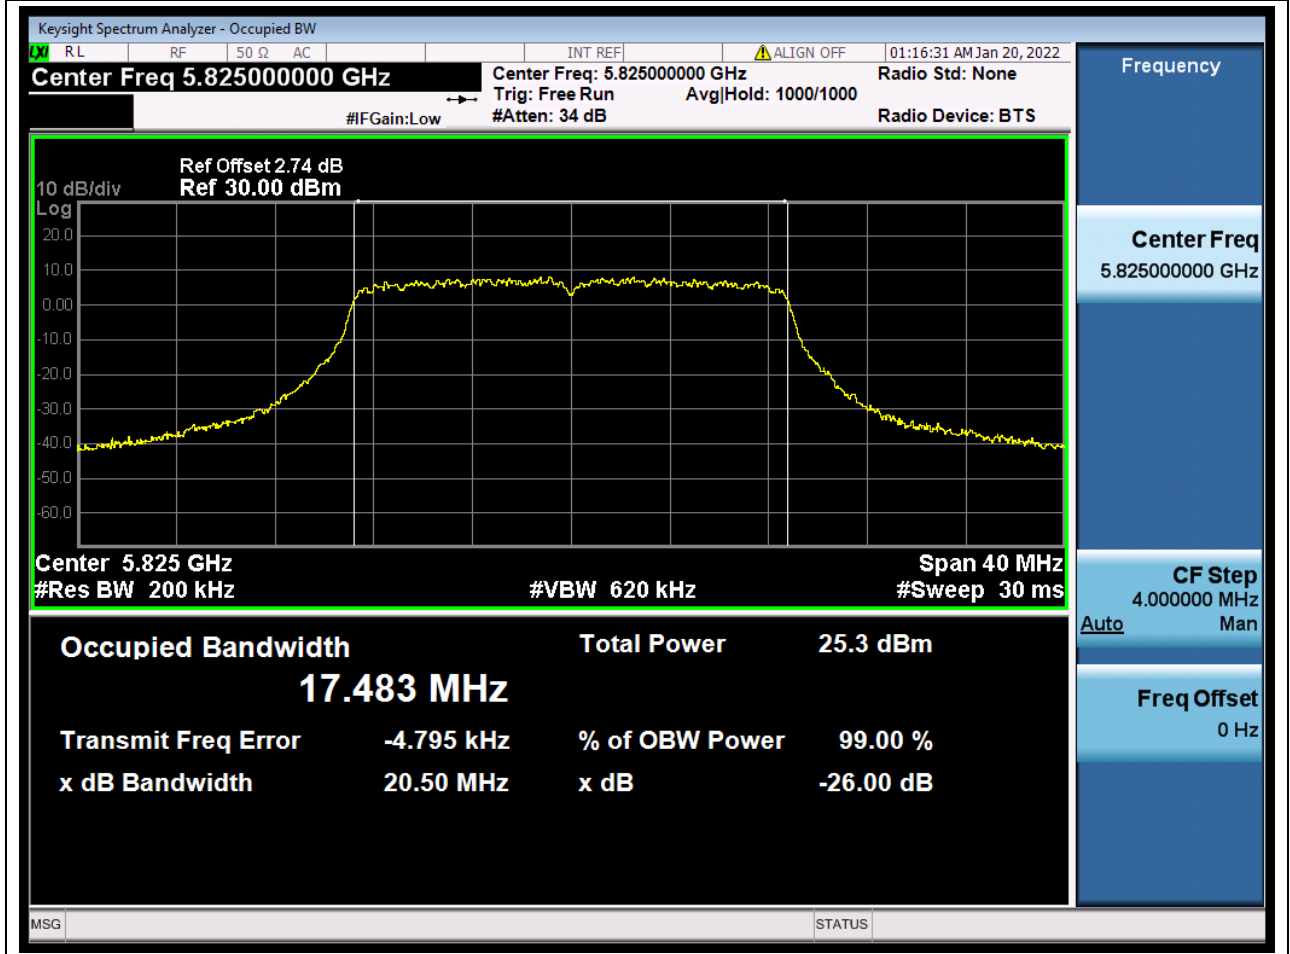 Keysight Spectrum Analyzer - Occupied BW
LXI RL RF 50 Ω AC INT REF ALIGN OFF 01:16:31 AM Jan 20, 2022
Center Freq 5.825000000 GHz
Center Freq: 5.825000000 GHz
Radio Std: None
Trig: Free Run Avg|Hold: 1000/1000
#IFGain:Low
#Atten: 34 dB
Radio Device: BTS
Ref Offset 2.74 dB
10 dB/div Ref 30.00 dBm
Log
20.0
10.0
0.00
-10.0
-20.0
-30.0
-40.0
-50.0
-60.0
Center 5.825 GHz Span 40 MHz
#Res BW 200 kHz #VBW 620 kHz #Sweep 30 ms
Occupied Bandwidth Total Power 25.3 dBm
17.483 MHz
Transmit Freq Error -4.795 kHz % of OBW Power 99.00 %
x dB Bandwidth 20.50 MHz x dB -26.00 dB
Frequency
Center Freq
5.825000000 GHz
CF Step
4.000000 MHz
Auto Man
Freq Offset
0 Hz
MSG STATUS